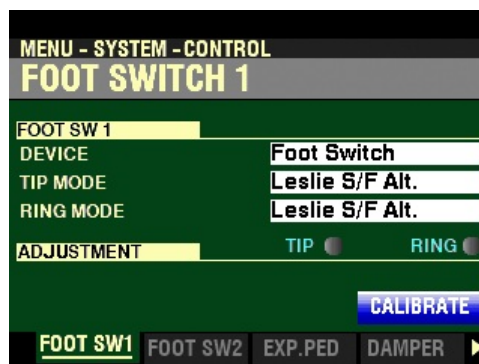 MENU - SYSTEM - CONTROL
FOOT SWITCH 1
FOOT SW 1
DEVICE Foot Switch
TIP MODE Leslie S/F Alt.
RING MODE Leslie S/F Alt.
ADJUSTMENT TIP RING
CALIBRATE
FOOT SW1 FOOT SW2 EXP.PED DAMPER